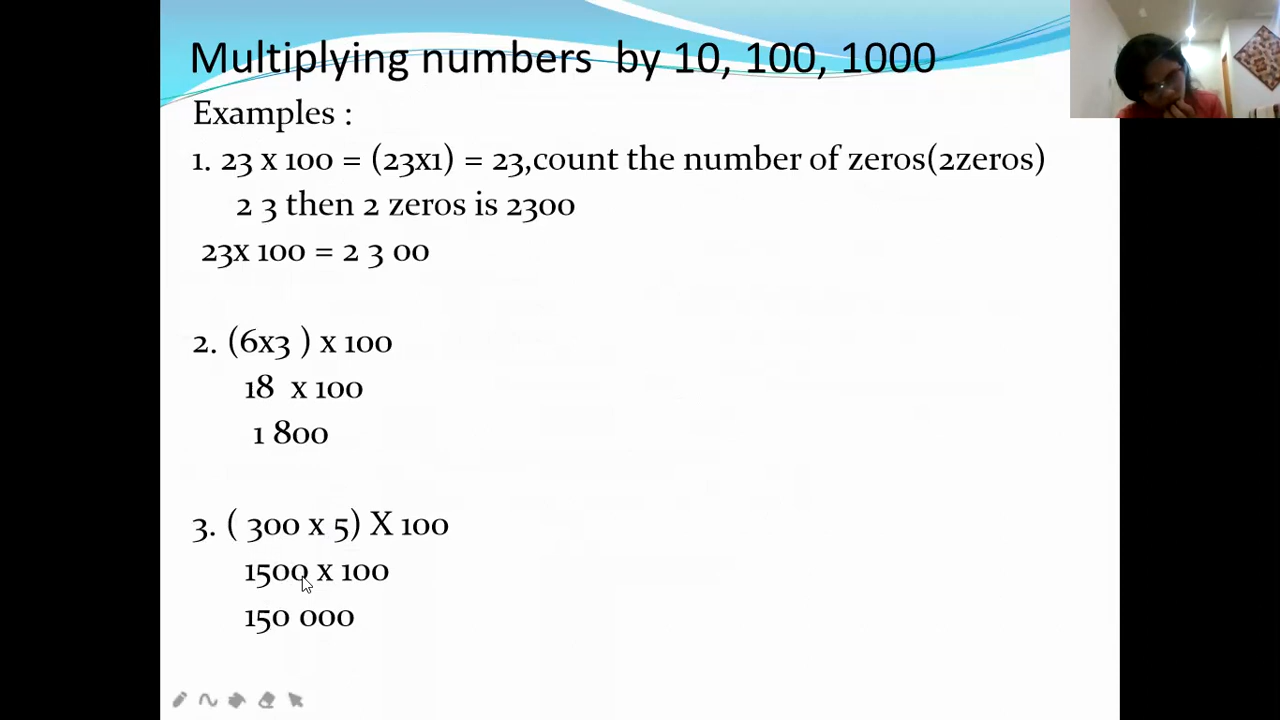 Multiplying numbers by 10, 100, 1000
Examples :
1. 23 x 100 = (23x1) = 23,count the number of zeros(2zeros)
2 3 then 2 zeros is 2300
23x 100 = 2 3 00
2. (6x3 ) x 100
18 x 100
1 800
3. ( 300 x 5) X 100
1500 x 100
150 000